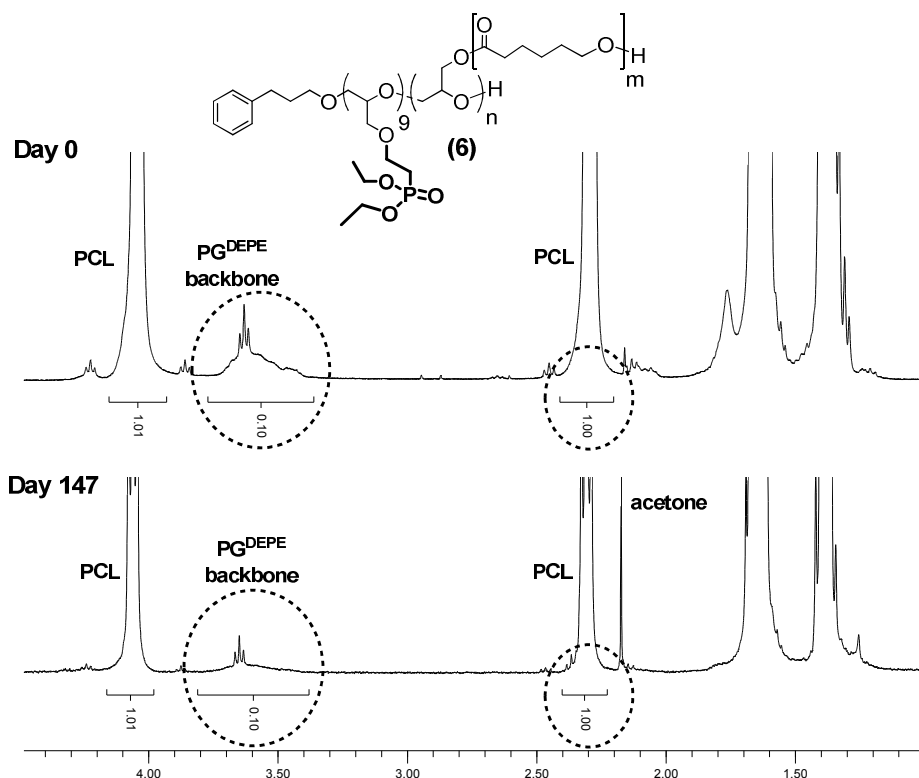 O
O
O
H
m
O
O
O
H
9
n
O
(6)
O
P
O
O
Day 0
PCL
PG^DEPE
backbone
PCL
1.01
0.10
1.00
Day 147
PCL
PG^DEPE
backbone
PCL
acetone
1.01
0.10
1.00
4.00 3.50 3.00 2.50 2.00 1.50